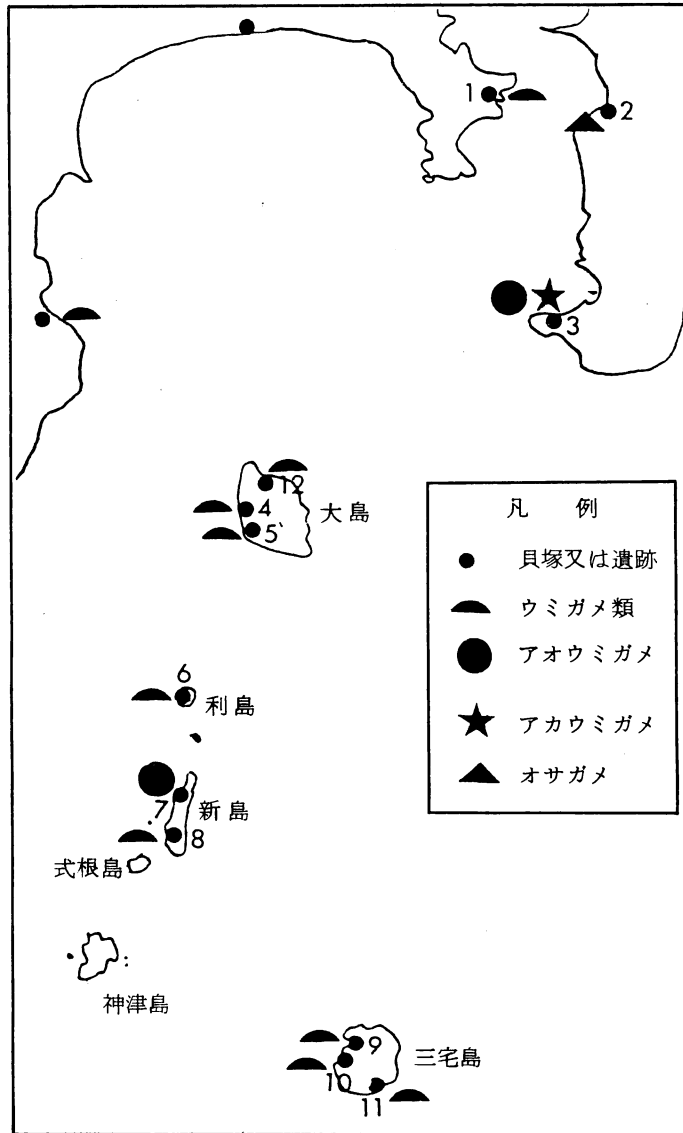 1
2
3
12
4
大島
5
凡 例
貝塚又は遺跡
ウミガメ類
アオウミガメ
アカウミガメ
オサガメ
6
利島
7
新島
8
式根島
神津島
9
三宅島
10
11